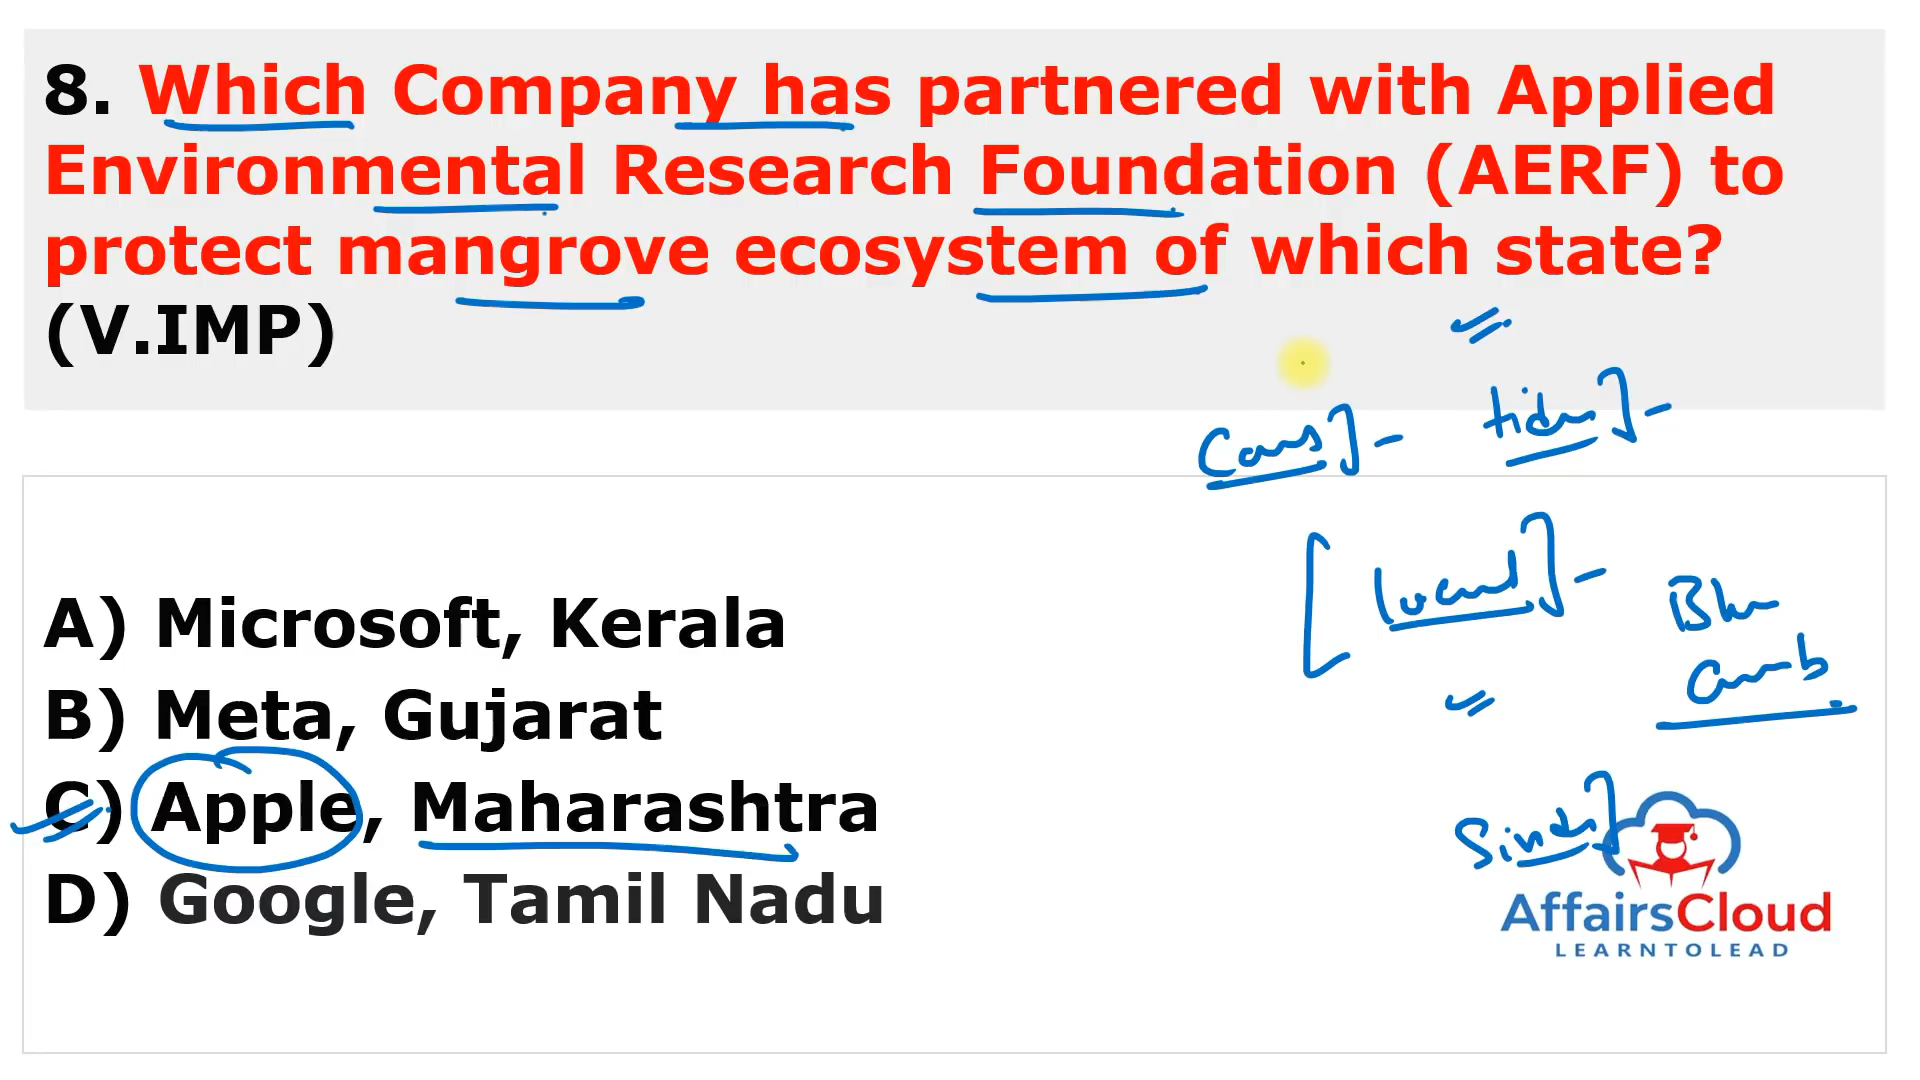 8. Which Company has partnered with Applied
Environmental Research Foundation (AERF) to
protect mangrove ecosystem of which state?
(V.IMP)
A) Microsoft, Kerala
B) Meta, Gujarat
C) Apple, Maharashtra
D) Google, Tamil Nadu
AffairsCloud
LEARNTOLEAD